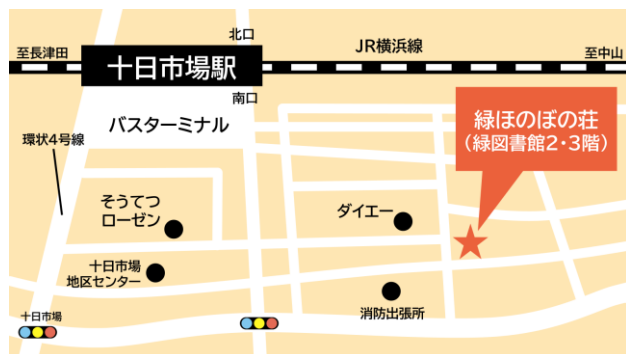 北口
JR横浜線
至長津田
十日市場駅
至中山
南口
バスターミナル
環状4号線
緑ほのぼの荘
(緑図書館2・3階)
そうてつ
ローゼン
ダイエー
十日市場
地区センター
消防出張所
十日市場